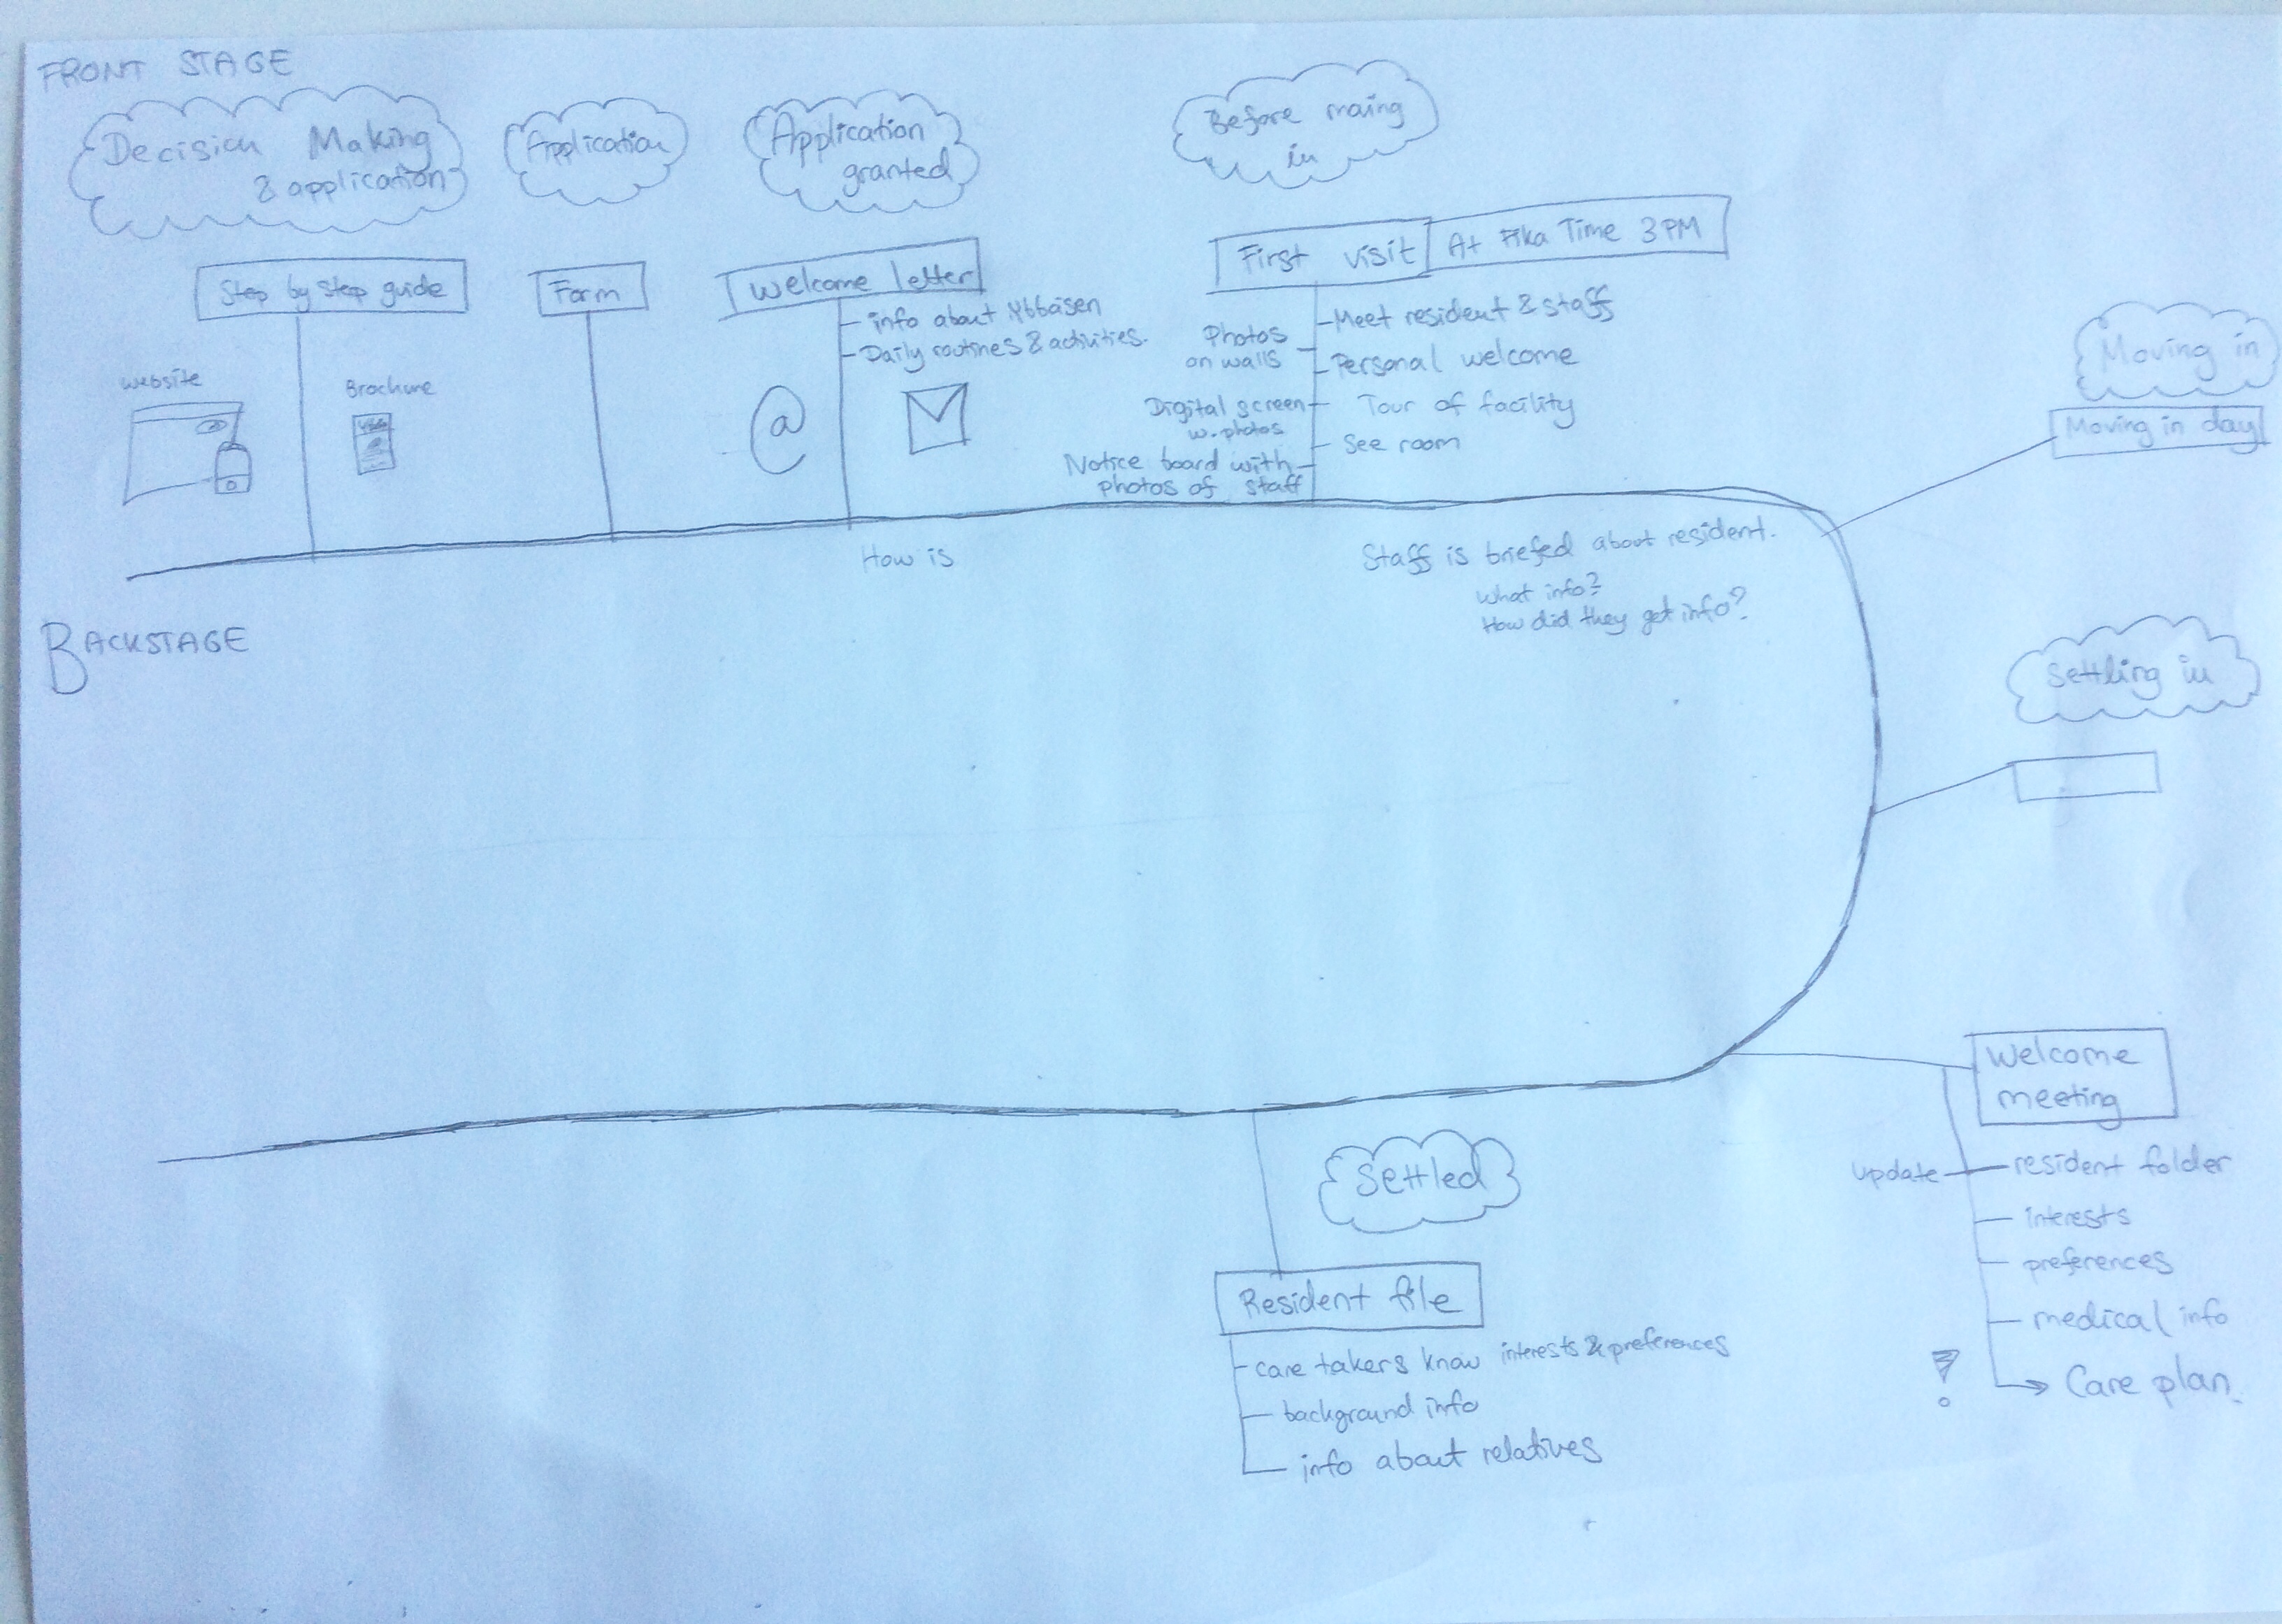 FRONT STAGE
Decision Making
& application
Application
Application
granted
Before moving
in
Step by step guide
Form
Welcome letter
- info about
- Daily routines & activities.
First visit
At Fika Time 3 PM
- Meet resident & staff
- Personal welcome
Tour of facility
- See room
Photos
on walls
Digital screen
w. photos
Notice board with
photos of staff
website
Brochure
@
Moving in
Moving in day
How is
Staff is briefed about resident.
What info?
How did they get info?
BACKSTAGE
Settling in
Welcome
meeting
update
resident folder
interests
preferences
medical info
Care plan.
!
Settled
Resident file
- care takers know interests & preferences
- background info
- info about relatives